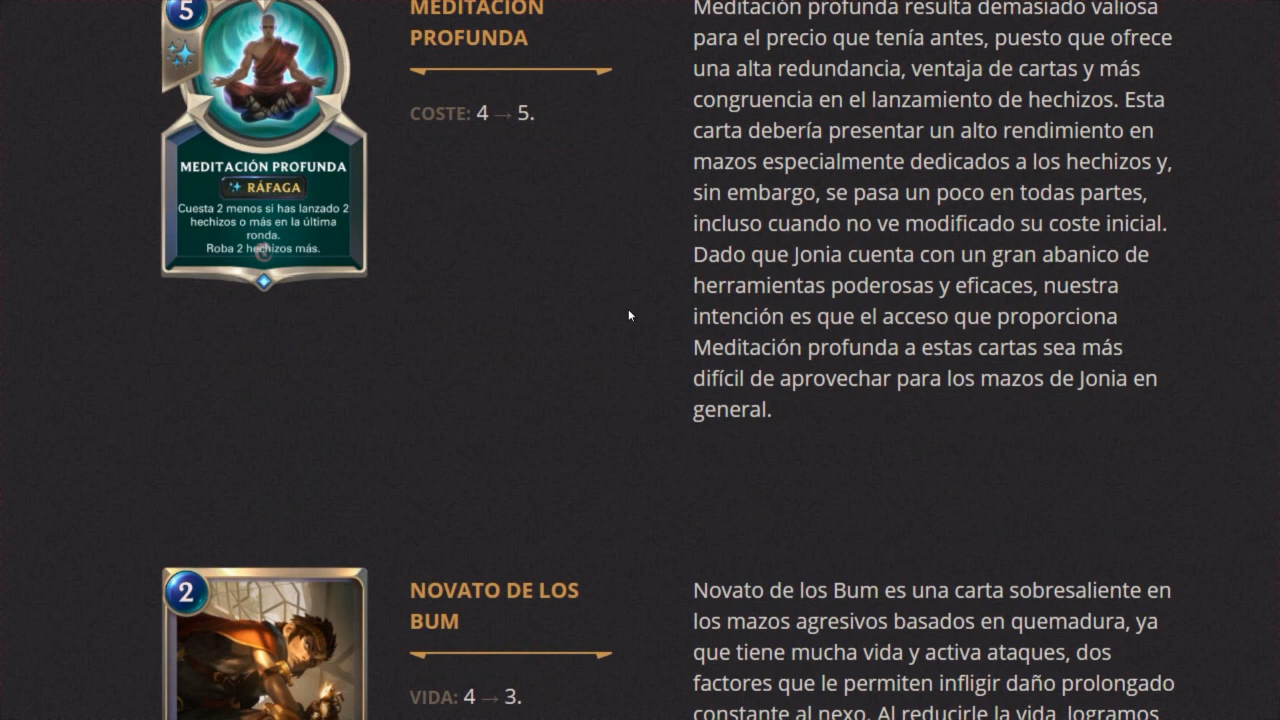 5
MEDITACIÓN PROFUNDA
RÁFAGA
Cuesta 2 menos si has lanzado 2
hechizos o más en la última
ronda.
Roba 2 hechizos más.
MEDITACIÓN
PROFUNDA
COSTE: 4 → 5.
Meditación profunda resulta demasiado valiosa
para el precio que tenía antes, puesto que ofrece
una alta redundancia, ventaja de cartas y más
congruencia en el lanzamiento de hechizos. Esta
carta debería presentar un alto rendimiento en
mazos especialmente dedicados a los hechizos y,
sin embargo, se pasa un poco en todas partes,
incluso cuando no ve modificado su coste inicial.
Dado que Jonia cuenta con un gran abanico de
herramientas poderosas y eficaces, nuestra
intención es que el acceso que proporciona
Meditación profunda a estas cartas sea más
difícil de aprovechar para los mazos de Jonia en
general.
2
NOVATO DE LOS
BUM
VIDA: 4 → 3.
Novato de los Bum es una carta sobresaliente en
los mazos agresivos basados en quemadura, ya
que tiene mucha vida y activa ataques, dos
factores que le permiten infligir daño prolongado
constante al nexo. Al reducirle la vida, logramos